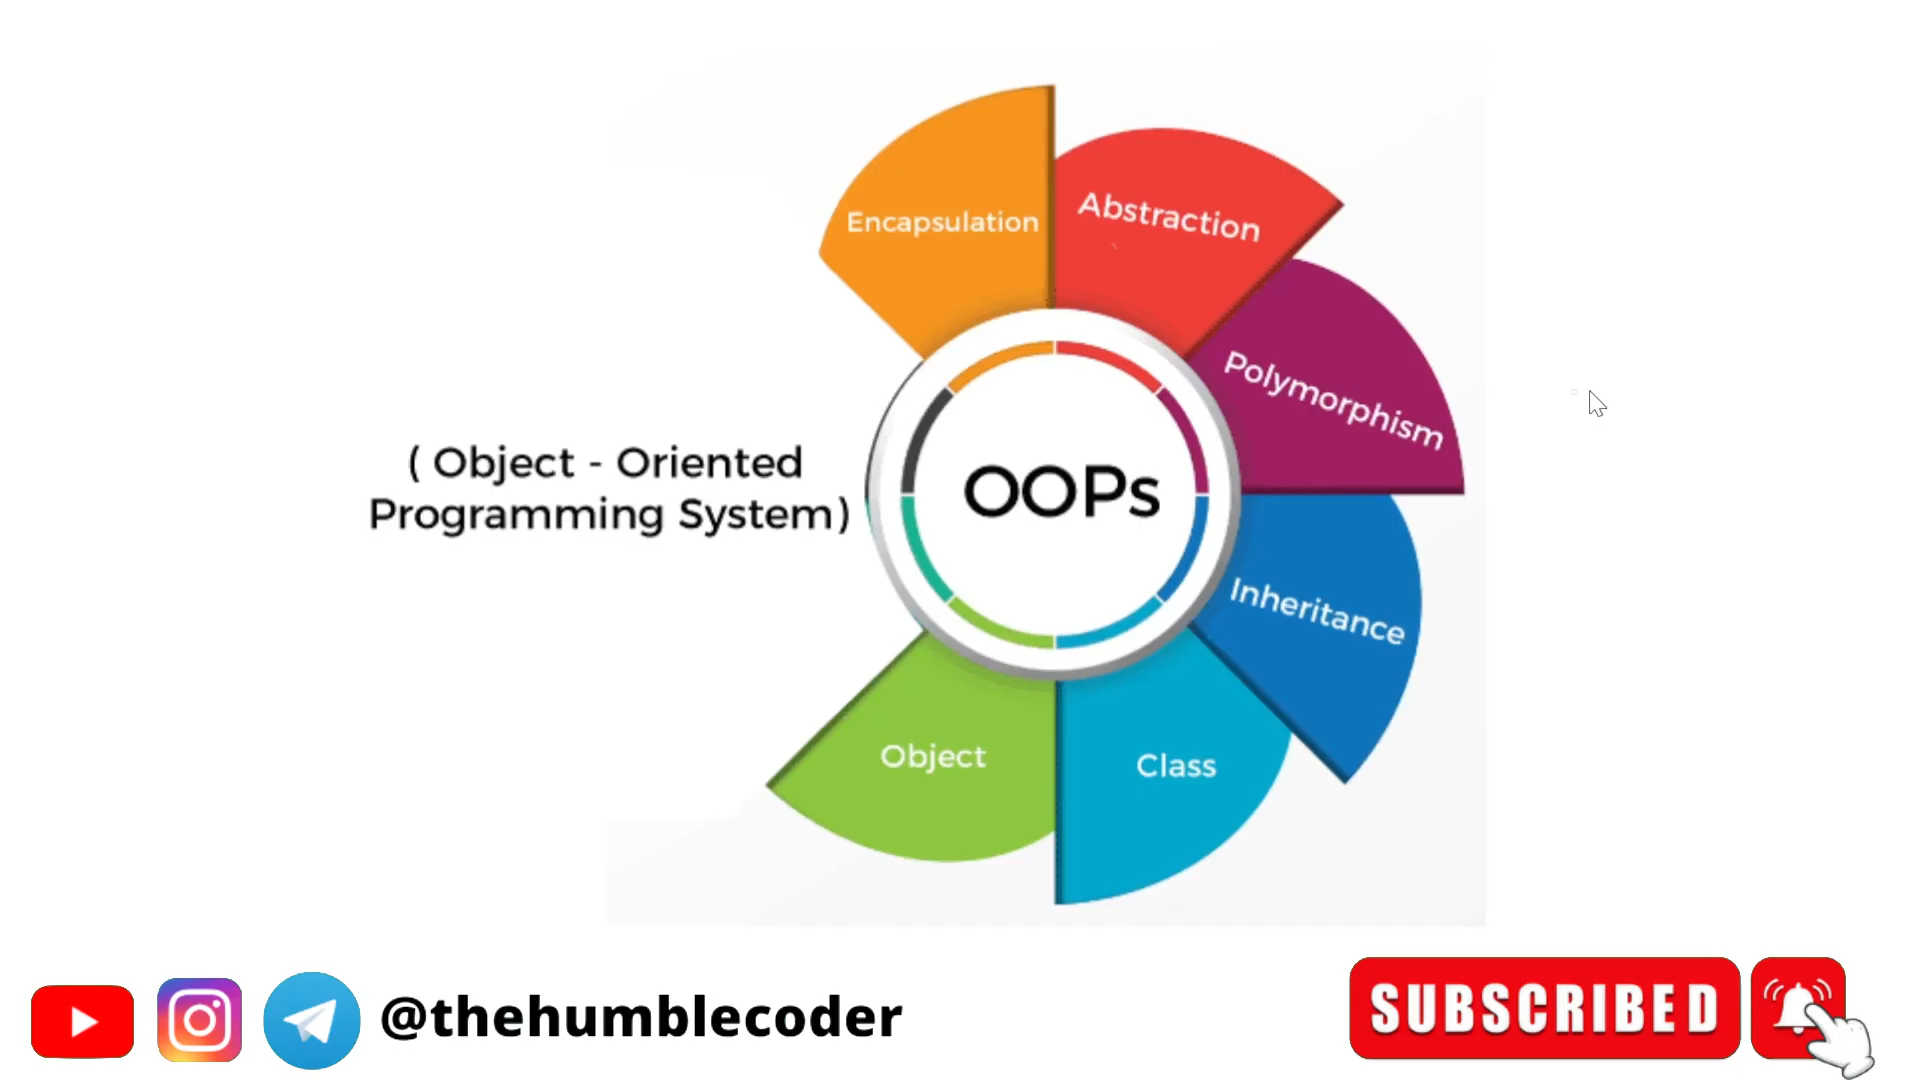 Encapsulation
Abstraction
Polymorphism
( Object - Oriented
Programming System)
OOPs
Inheritance
Object
Class
@thehumblecoder
SUBSCRIBED